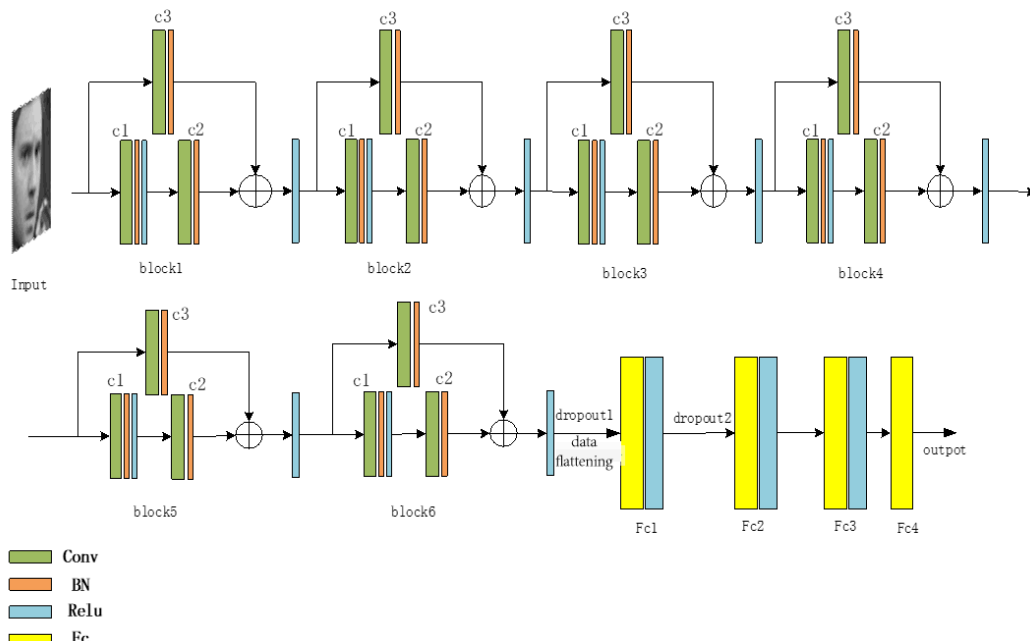 c3 c3 c3 c3
c1 c2 c1 c2 c1 c2 c1 c2
block1 block2 block3 block4
Input
c3 c3
c1 c2 c1 c2
dropout1 dropout2
data
flattening
outpot
block5 block6 Fc1 Fc2 Fc3 Fc4
Conv
BN
Relu
Fc